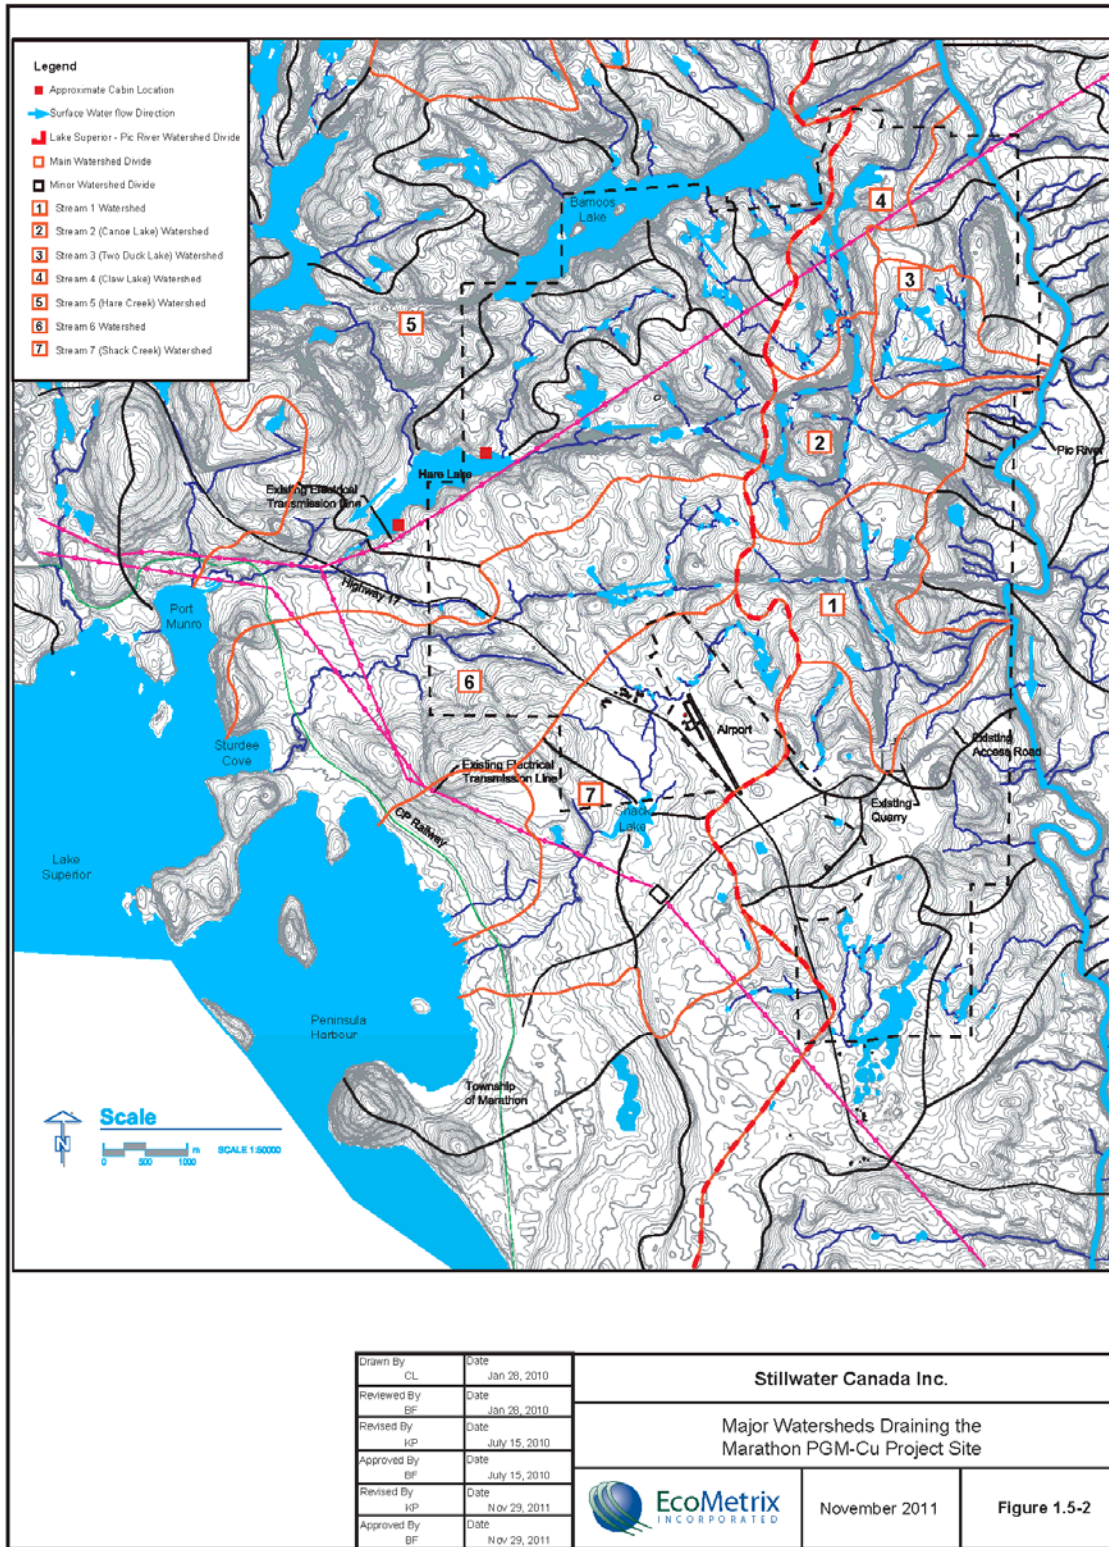 Legend
Approximate Cabin Location
Surface Water flow Direction
Lake Superior - Pic River Watershed Divide
Main Watershed Divide
Minor Watershed Divide
1 Stream 1 Watershed
2 Stream 2 (Canoe Lake) Watershed
3 Stream 3 (Two Duck Lake) Watershed
4 Stream 4 (Claw Lake) Watershed
5 Stream 5 (Hare Creek) Watershed
6 Stream 6 Watershed
7 Stream 7 (Shack Creek) Watershed
Bamoos
Lake
4
3
5
2
Pic River
Hare Lake
Existing Electrical
Transmission Line
Highway 17
Port
Munro
1
6
Sturdee
Cove
Airport
Existing
Access Road
Existing Electrical
Transmission Line
7
Shack
Lake
Existing
Quarry
CP Railway
Lake
Superior
Peninsula
Harbour
Township
of Marathon
N
Scale
0 500 1000 m SCALE 1:50000
Drawn By CL Date Jan 28, 2010
Reviewed By BF Date Jan 28, 2010
Revised By KP Date July 15, 2010
Approved By BF Date July 15, 2010
Revised By KP Date Nov 29, 2011
Approved By BF Date Nov 29, 2011
Stillwater Canada Inc.
Major Watersheds Draining the
Marathon PGM-Cu Project Site
EcoMetrix
INCORPORATED
November 2011
Figure 1.5-2